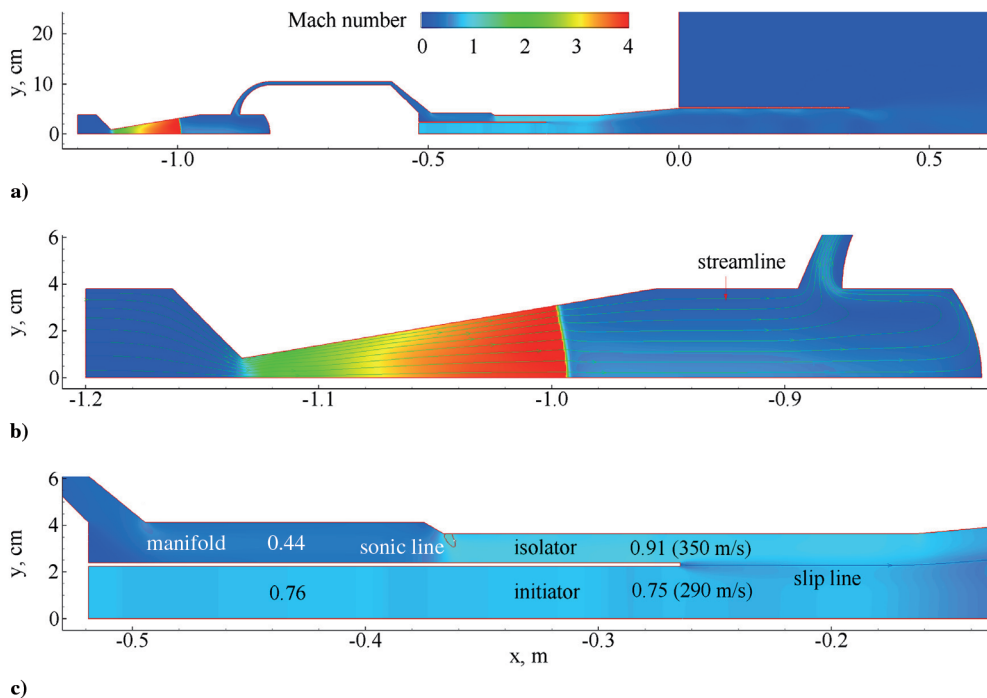 Mach number
0 1 2 3 4
y, cm
20
10
0
-1.0 -0.5 0.0 0.5
a)
y, cm
6
4
2
0
streamline
-1.2 -1.1 -1.0 -0.9
b)
y, cm
6
4
2
0
manifold 0.44 sonic line isolator 0.91 (350 m/s)
slip line
0.76 initiator 0.75 (290 m/s)
-0.5 -0.4 -0.3 -0.2
x, m
c)